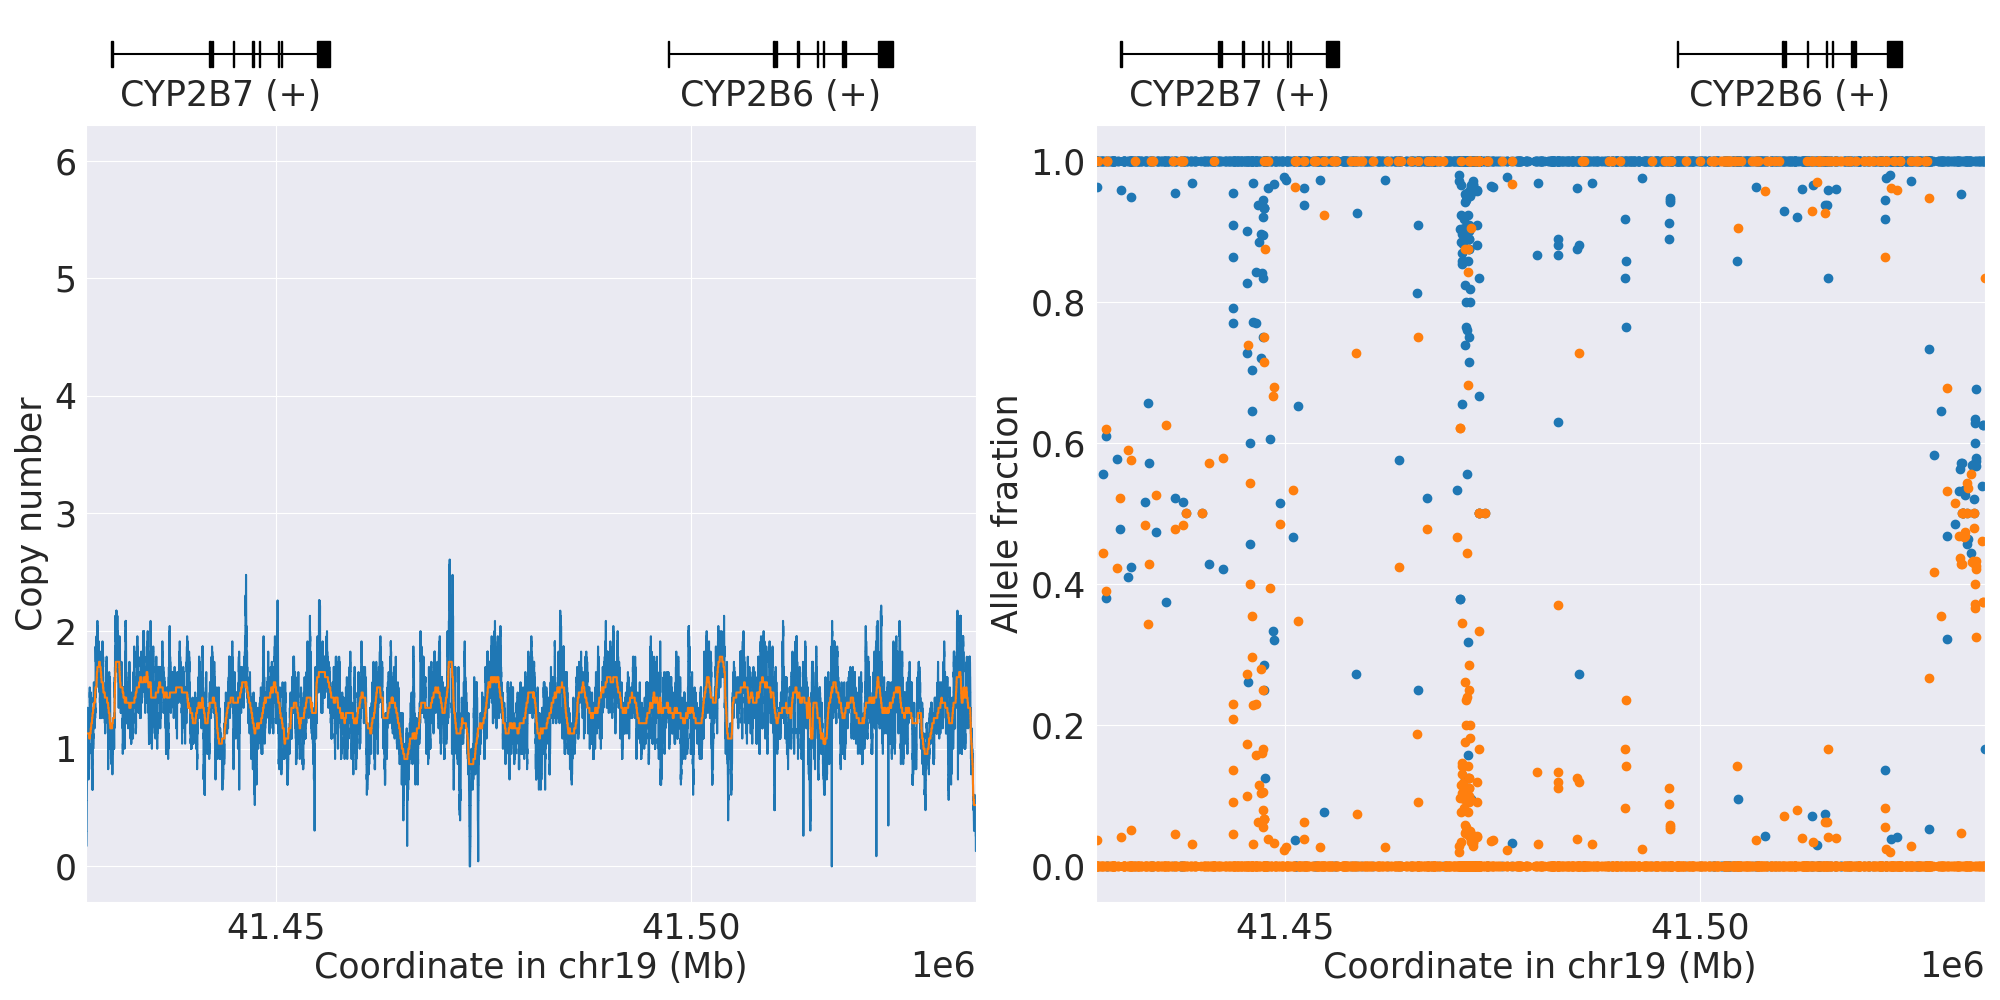 CYP2B7 (+) CYP2B6 (+)
6
5
4
3
2
1
0
Copy number
41.45 41.50
Coordinate in chr19 (Mb) 1e6
CYP2B7 (+) CYP2B6 (+)
1.0
0.8
0.6
0.4
0.2
0.0
Allele fraction
41.45 41.50
Coordinate in chr19 (Mb) 1e6